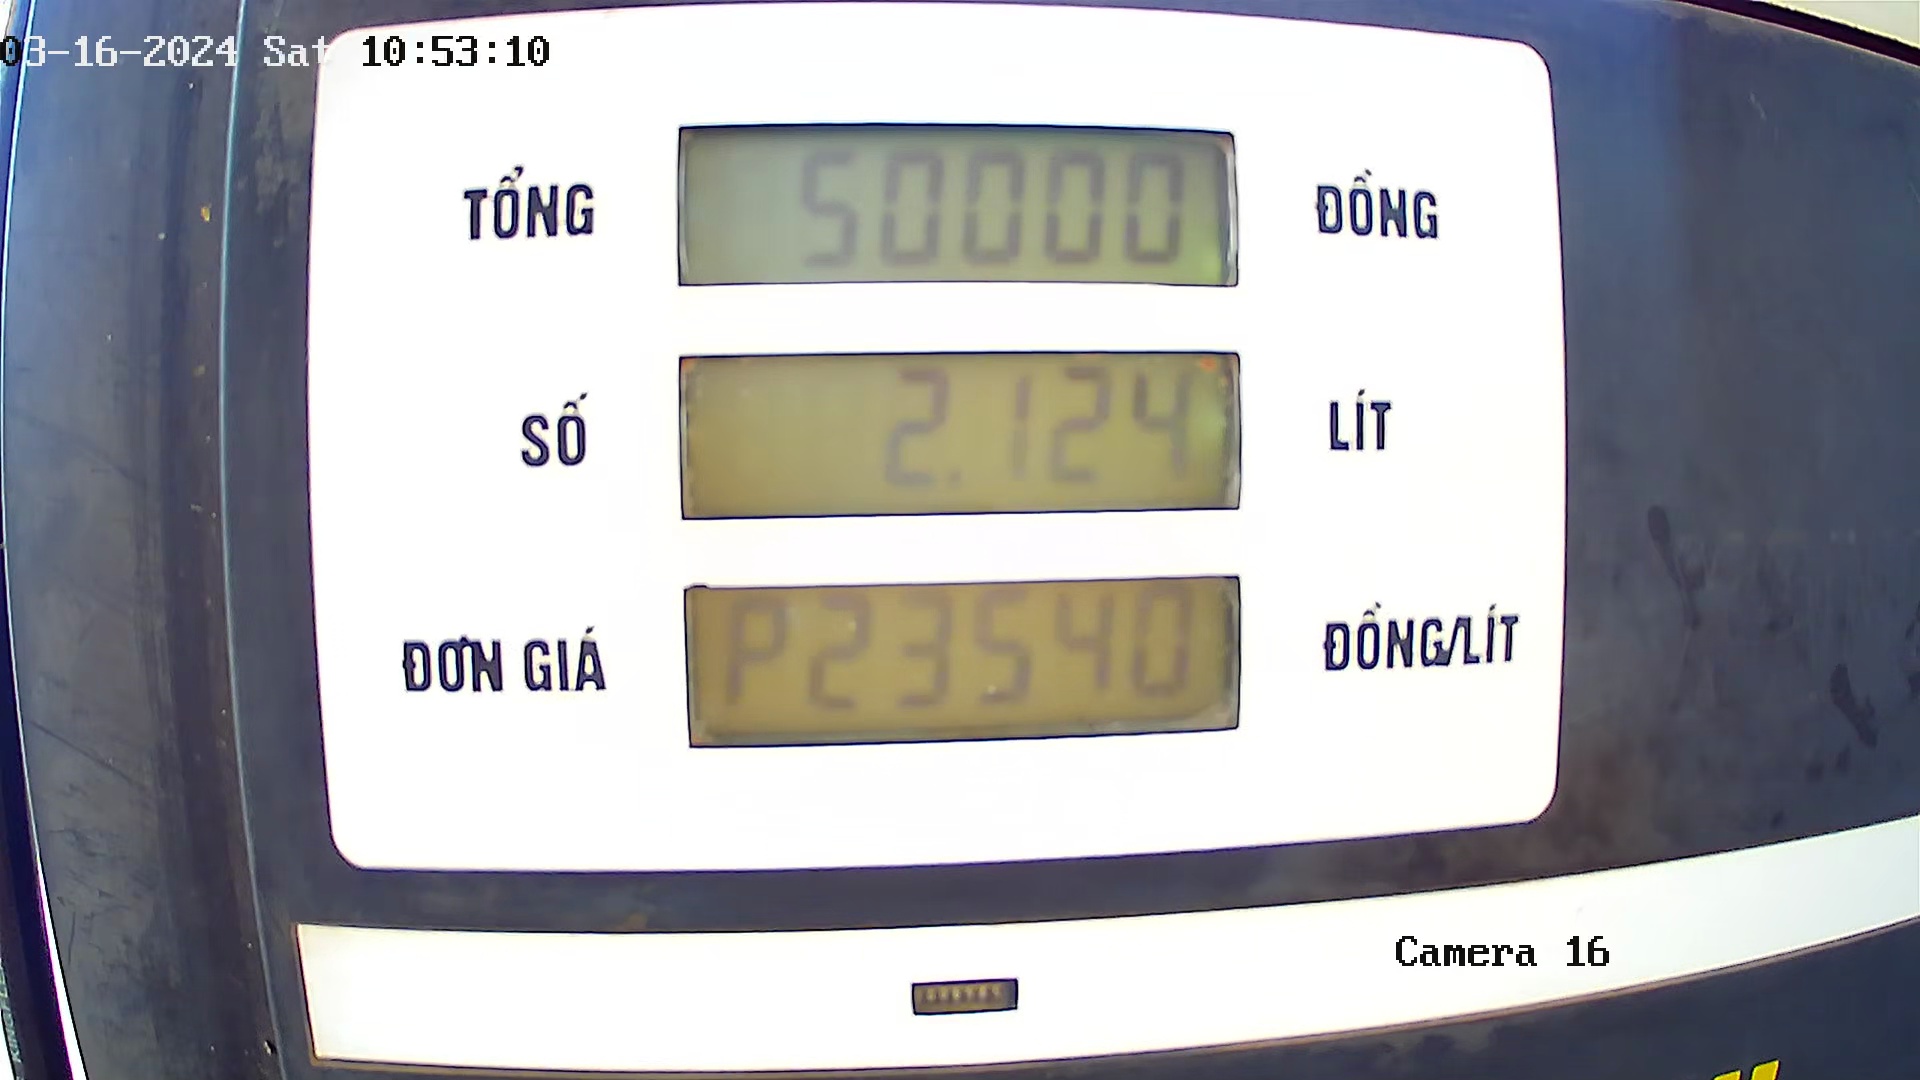 03-16-2024 Sat 10:53:10
TỔNG 50000 ĐỒNG
SỐ 2.124 LÍT
ĐƠN GIÁ P23540 ĐỒNG/LÍT
Camera 16